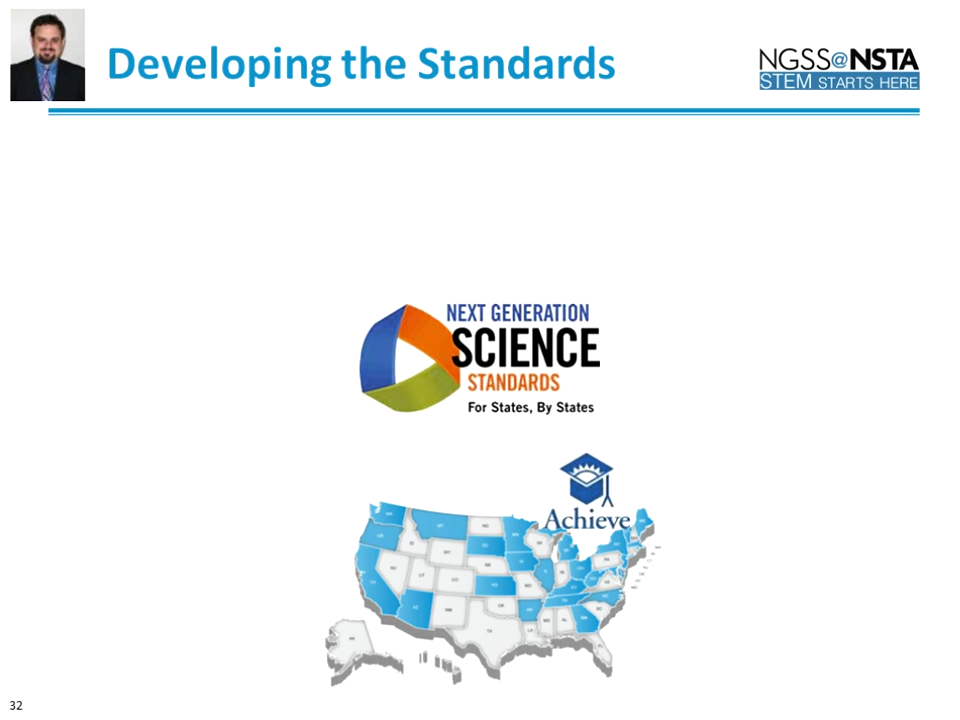 Developing the Standards
NGSS@NSTA
STEM STARTS HERE
NEXT GENERATION
SCIENCE
STANDARDS
For States, By States
Achieve
32